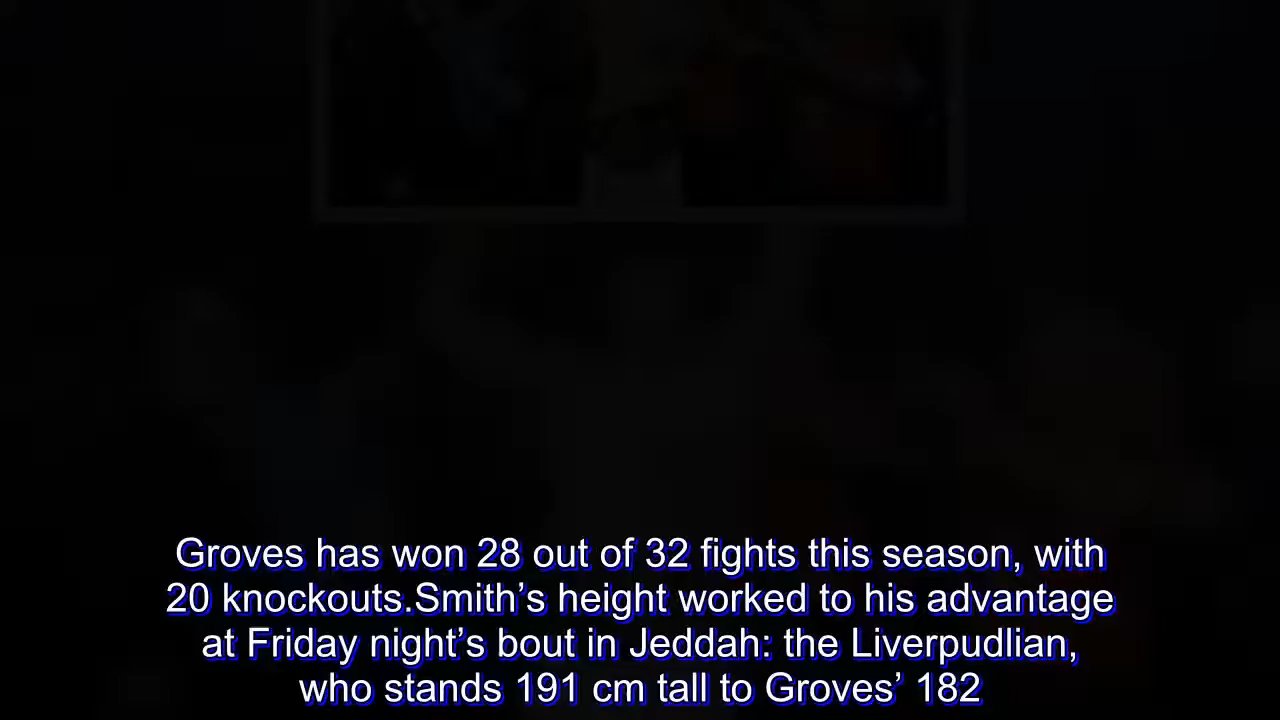 Groves has won 28 out of 32 fights this season, with
20 knockouts.Smith’s height worked to his advantage
at Friday night’s bout in Jeddah: the Liverpudlian,
who stands 191 cm tall to Groves’ 182